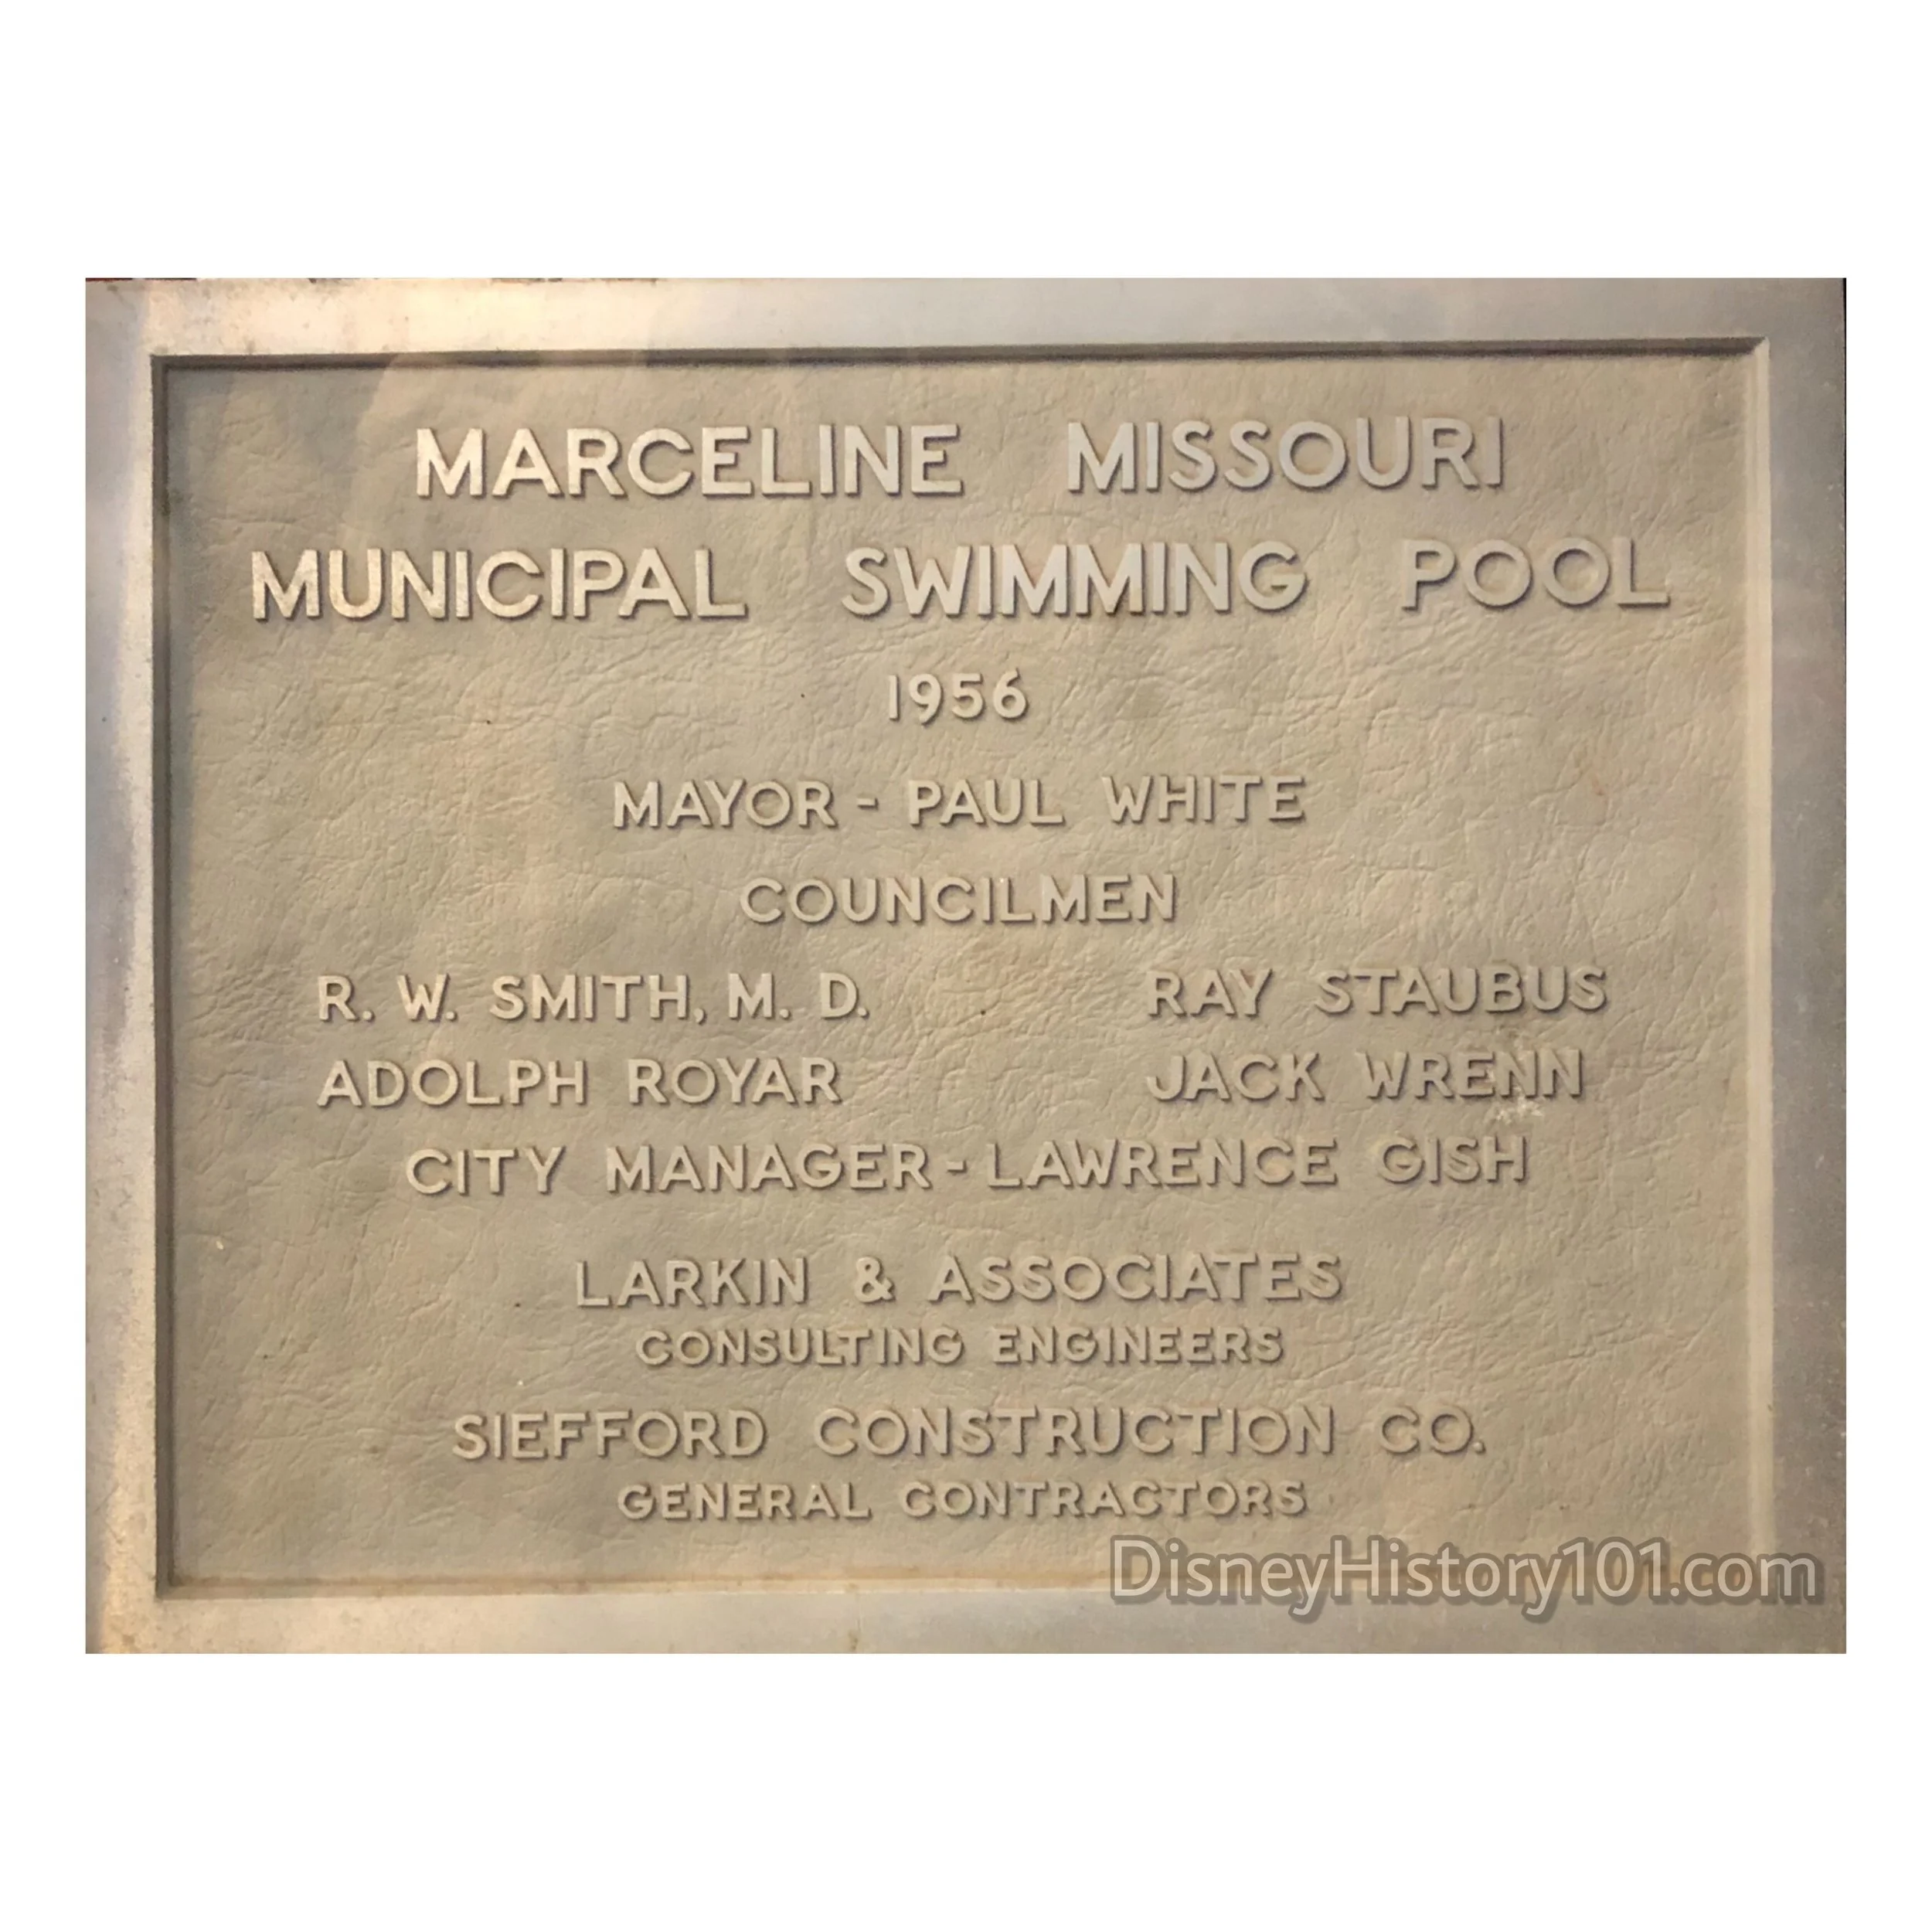 MARCELINE MISSOURI
MUNICIPAL SWIMMING POOL
1956
MAYOR - PAUL WHITE
COUNCILMEN
R. W. SMITH, M. D. RAY STAUBUS
ADOLPH ROYAR JACK WRENN
CITY MANAGER - LAWRENCE GISH
LARKIN & ASSOCIATES
CONSULTING ENGINEERS
SIEFFORD CONSTRUCTION CO.
GENERAL CONTRACTORS
DisneyHistory101.com